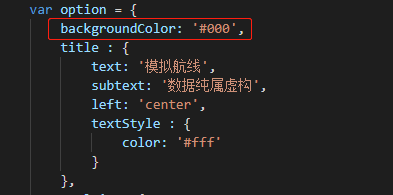 var option = {
backgroundColor: '#000',
title : {
text: '模拟航线',
subtext: '数据纯属虚构',
left: 'center',
textStyle : {
color: '#fff'
}
},